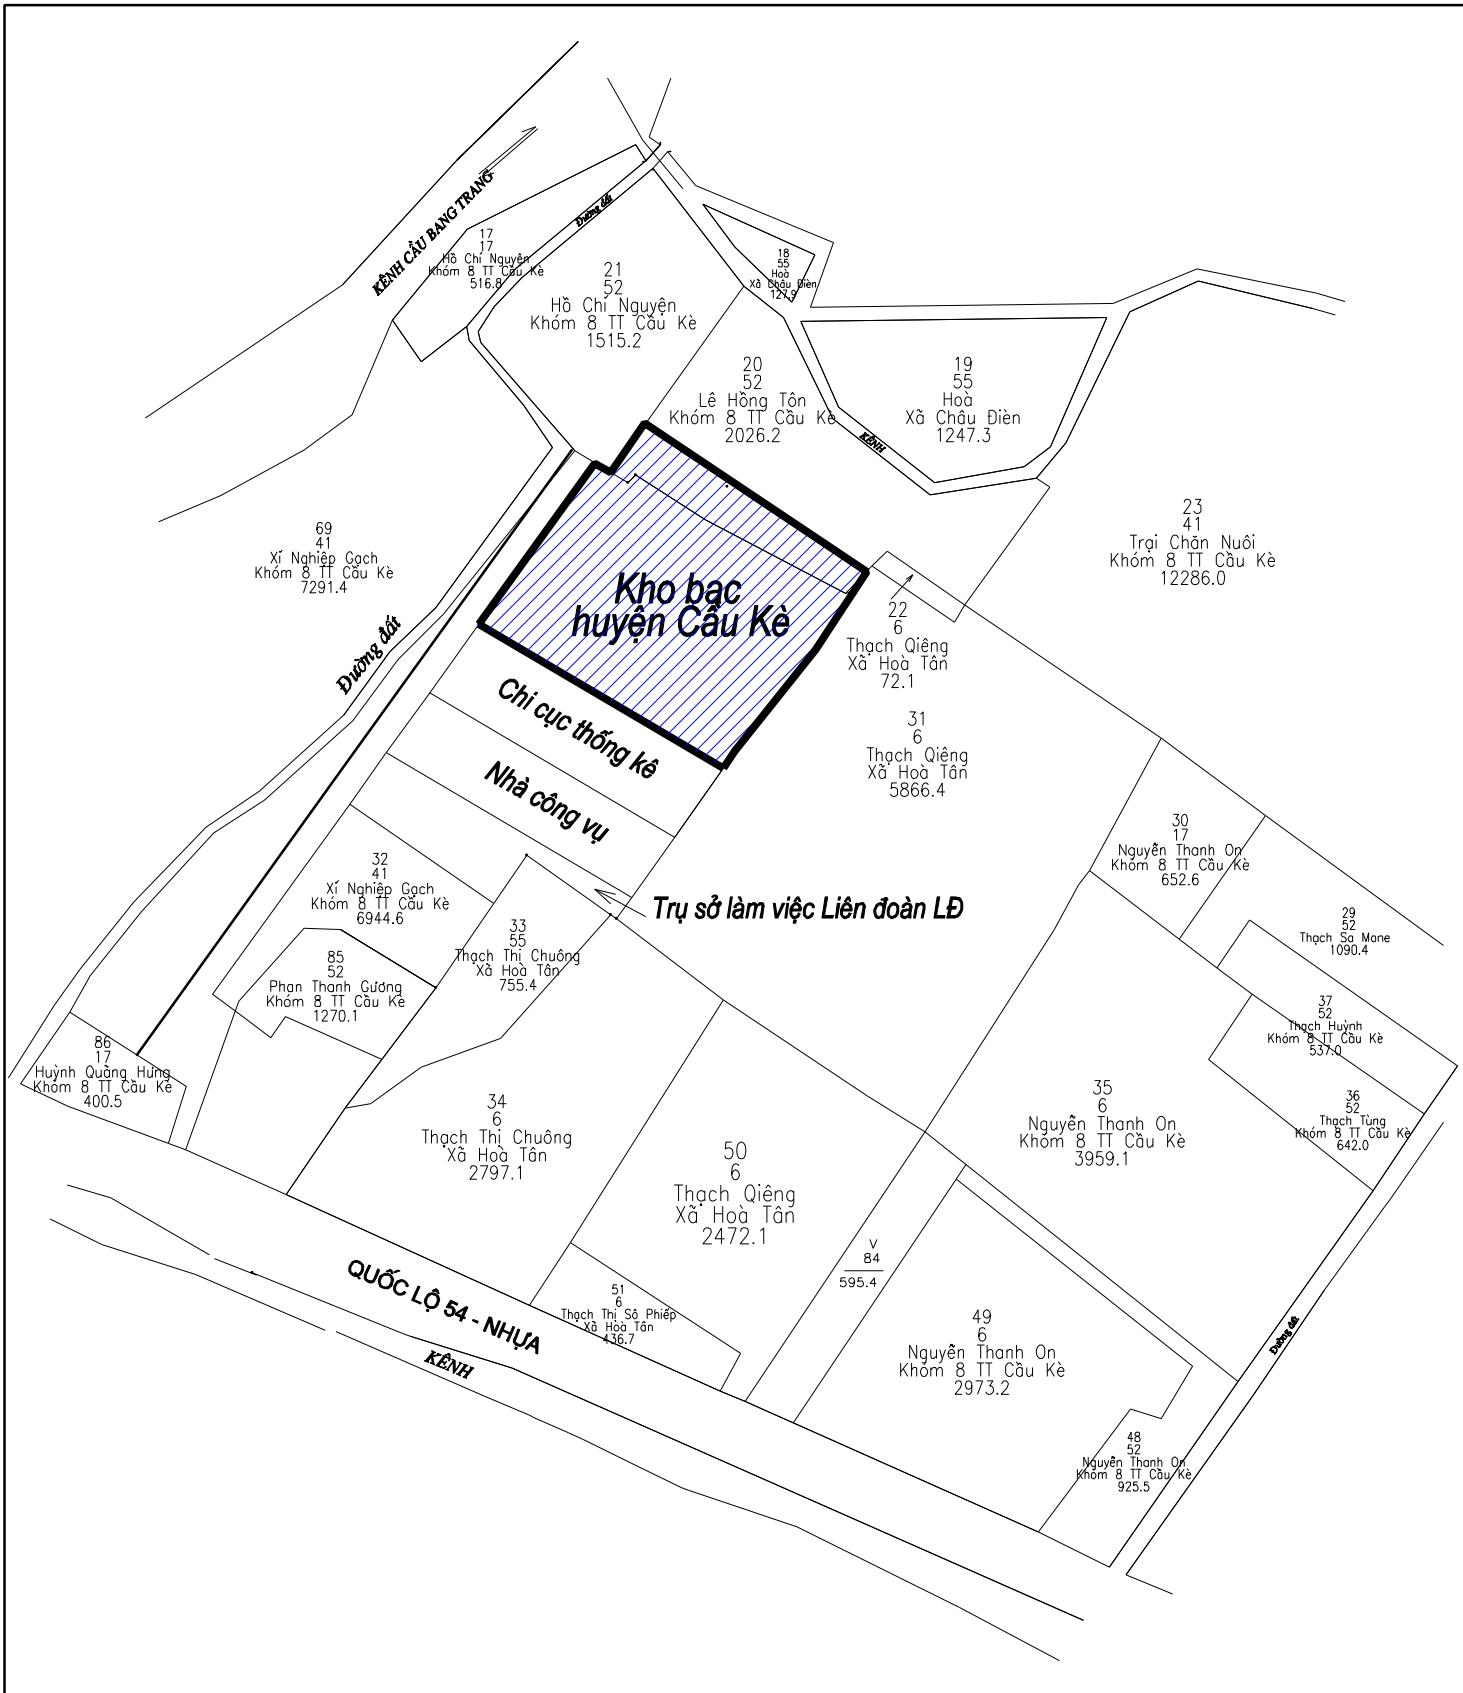 KÊNH CẦU BANG TRANG
17
17
Hồ Chí Nguyện
Khóm 8 TT Cầu Kè
516.8
Đường đất
21
52
Hồ Chí Nguyện
Khóm 8 TT Cầu Kè
1515.2
18
55
Hoà
Xã Châu Điền
127.9
20
52
Lê Hồng Tôn
Khóm 8 TT Cầu Kè
2026.2
19
55
Hoà
Xã Châu Điền
1247.3
KÊNH
69
41
Xí Nghiệp Gạch
Khóm 8 TT Cầu Kè
7291.4
23
41
Trại Chăn Nuôi
Khóm 8 TT Cầu Kè
12286.0
Kho bạc
huyện Cầu Kè
22
6
Thạch Qiêng
Xã Hoà Tân
72.1
Đường đất
Chi cục thống kê
31
6
Thạch Qiêng
Xã Hoà Tân
5866.4
Nhà công vụ
30
17
Nguyễn Thanh On
Khóm 8 TT Cầu Kè
652.6
32
41
Xí Nghiệp Gạch
Khóm 8 TT Cầu Kè
6944.6
Trụ sở làm việc Liên đoàn LĐ
29
52
Thạch Sa Mane
1090.4
33
55
Thạch Thị Chuông
Xã Hoà Tân
755.4
85
52
Phan Thanh Gương
Khóm 8 TT Cầu Kè
1270.1
37
52
Thạch Huỳnh
Khóm 8 TT Cầu Kè
537.0
86
17
Huỳnh Quảng Hưng
Khóm 8 TT Cầu Kè
400.5
34
6
Thạch Thị Chuông
Xã Hoà Tân
2797.1
35
6
Nguyễn Thanh On
Khóm 8 TT Cầu Kè
3959.1
36
52
Thạch Tùng
Khóm 8 TT Cầu Kè
642.0
50
6
Thạch Qiêng
Xã Hoà Tân
2472.1
V
84
595.4
QUỐC LỘ 54 - NHỰA
51
6
Thạch Thị Sô Phiếp
Xã Hoà Tân
436.7
49
6
Nguyễn Thanh On
Khóm 8 TT Cầu Kè
2973.2
Đường đất
KÊNH
48
52
Nguyễn Thanh On
Khóm 8 TT Cầu Kè
925.5